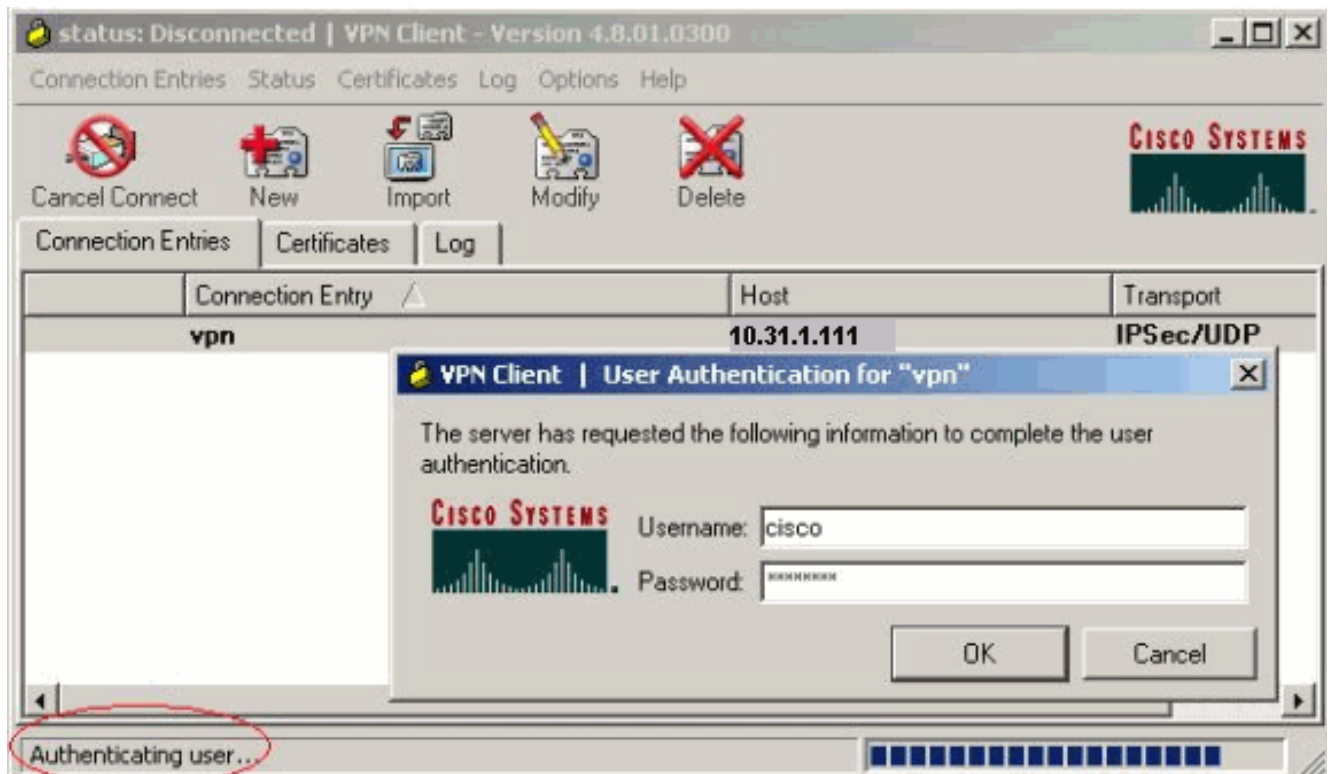 status: Disconnected | VPN Client - Version 4.8.01.0300
Connection Entries Status Certificates Log Options Help
Cancel Connect New Import Modify Delete
CISCO SYSTEMS
Connection Entries Certificates Log
Connection Entry Host Transport
vpn 10.31.1.111 IPSec/UDP
VPN Client | User Authentication for "vpn"
The server has requested the following information to complete the user
authentication.
CISCO SYSTEMS
Username: cisco
Password: ********
OK Cancel
Authenticating user...